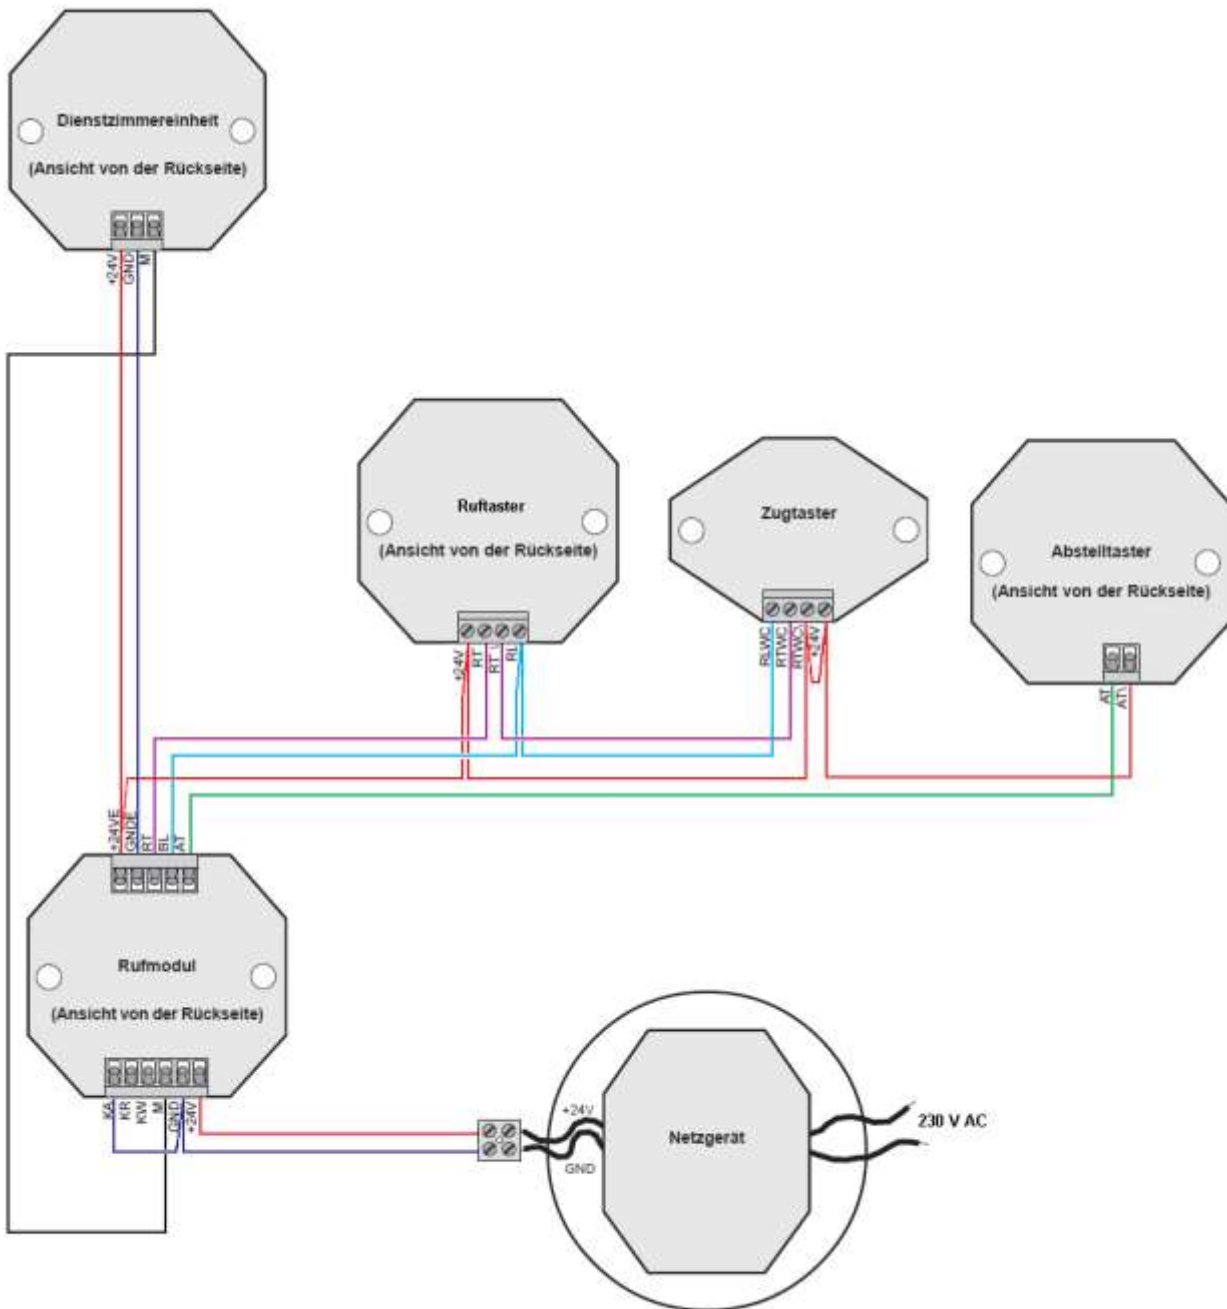 Dienstzimmereinheit
(Ansicht von der Rückseite)
+24V
GND
M
Ruftaster
(Ansicht von der Rückseite)
+24V
RT
RT\
RL
Zugtaster
RLWC
RTWC
RTWC\
+24V
Abstelltaster
(Ansicht von der Rückseite)
AT
AT\
+24VE
GNDE
RT
BL
AT
Rufmodul
(Ansicht von der Rückseite)
KA
KR
KW
M
GND
+24V
+24V
GND
Netzgerät
230 V AC